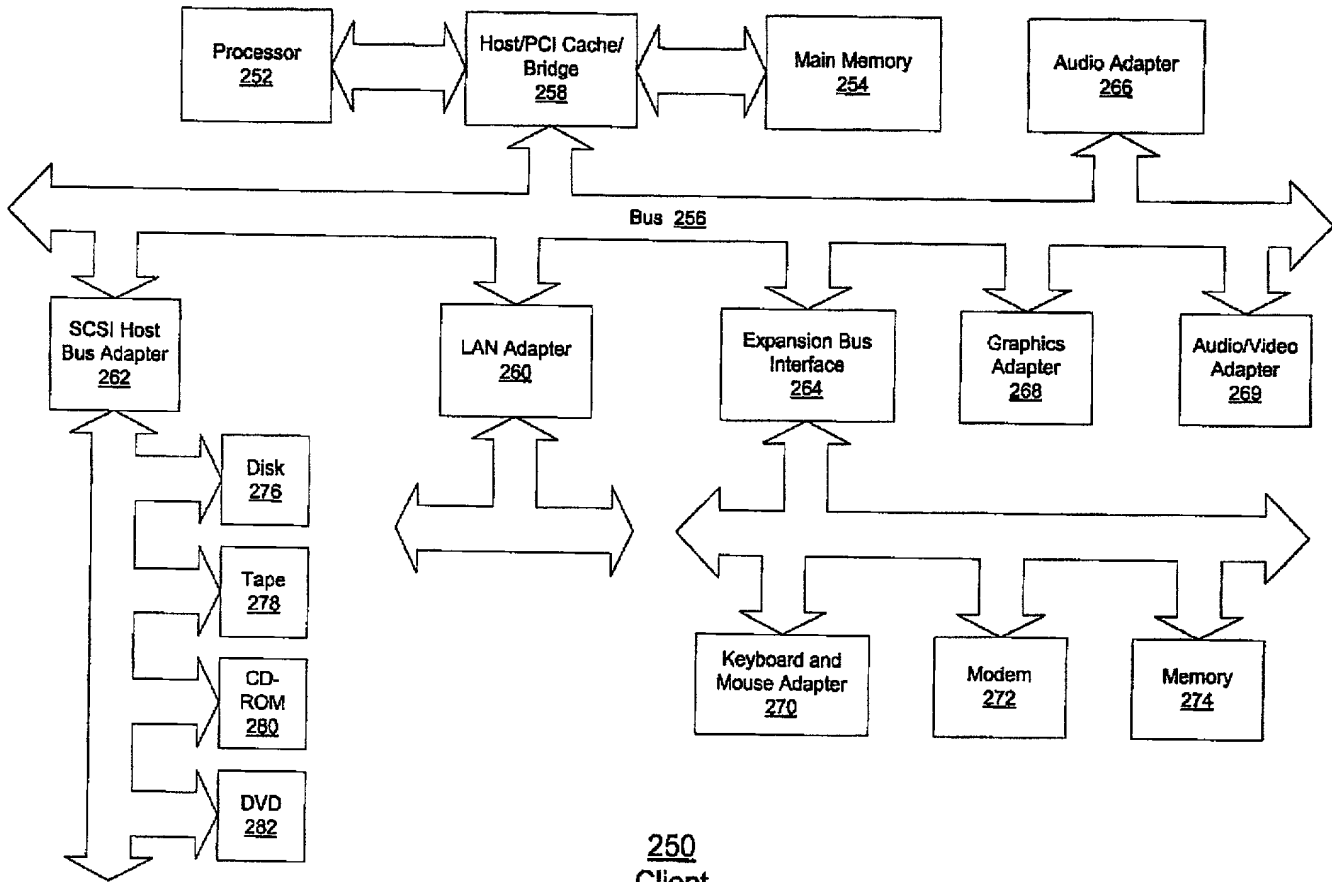 Processor
252
Host/PCI Cache/
Bridge
258
Main Memory
254
Audio Adapter
266
Bus 256
SCSI Host
Bus Adapter
262
LAN Adapter
260
Expansion Bus
Interface
264
Graphics
Adapter
268
Audio/Video
Adapter
269
Disk
276
Tape
278
CD-
ROM
280
DVD
282
Keyboard and
Mouse Adapter
270
Modem
272
Memory
274
250
Client